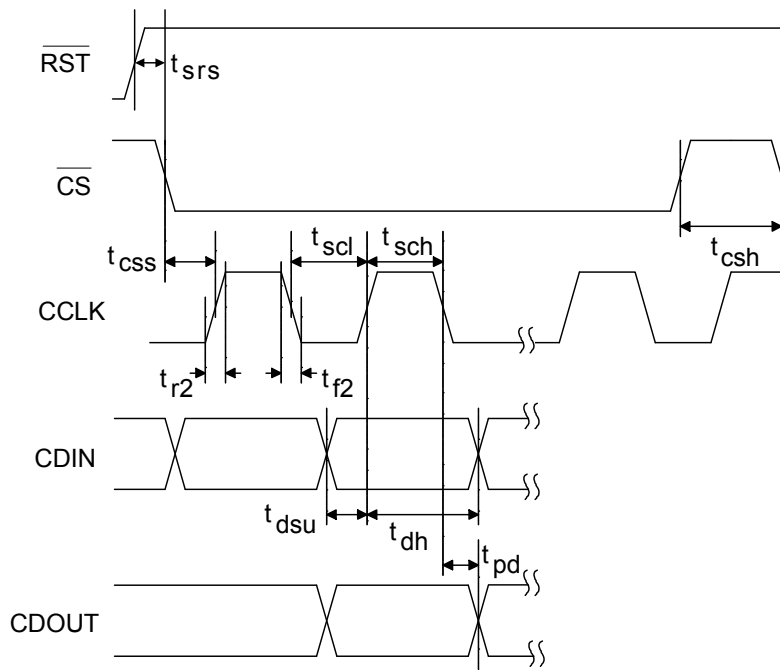 RST
t srs
CS
t css
t scl
t sch
t csh
CCLK
t r2
t f2
CDIN
t dsu
t dh
t pd
CDOUT